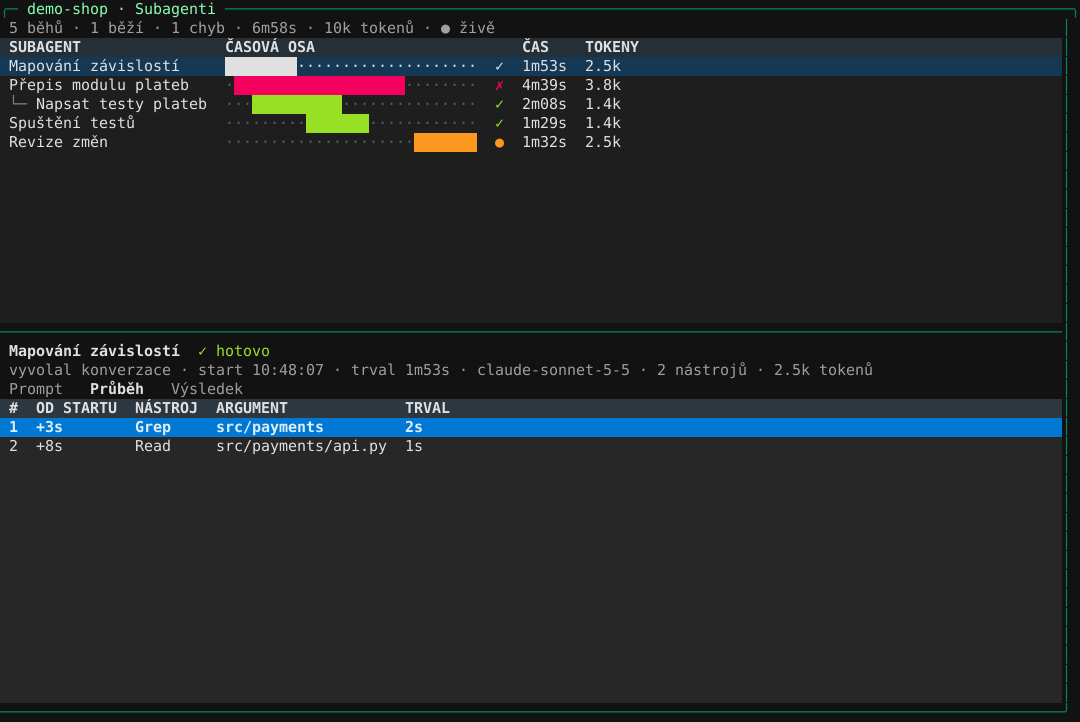 demo-shop · Subagenti
5 běhů · 1 běží · 1 chyb · 6m58s · 10k tokenů · ● živě
SUBAGENT ČASOVÁ OSA ČAS TOKENY
Mapování závislostí ✓ 1m53s 2.5k
Přepis modulu plateb ✗ 4m39s 3.8k
└─ Napsat testy plateb ✓ 2m08s 1.4k
Spuštění testů ✓ 1m29s 1.4k
Revize změn ● 1m32s 2.5k
Mapování závislostí ✓ hotovo
vyvolal konverzace · start 10:48:07 · trval 1m53s · claude-sonnet-5-5 · 2 nástrojů · 2.5k tokenů
Prompt Průběh Výsledek
# OD STARTU NÁSTROJ ARGUMENT TRVAL
1 +3s Grep src/payments 2s
2 +8s Read src/payments/api.py 1s